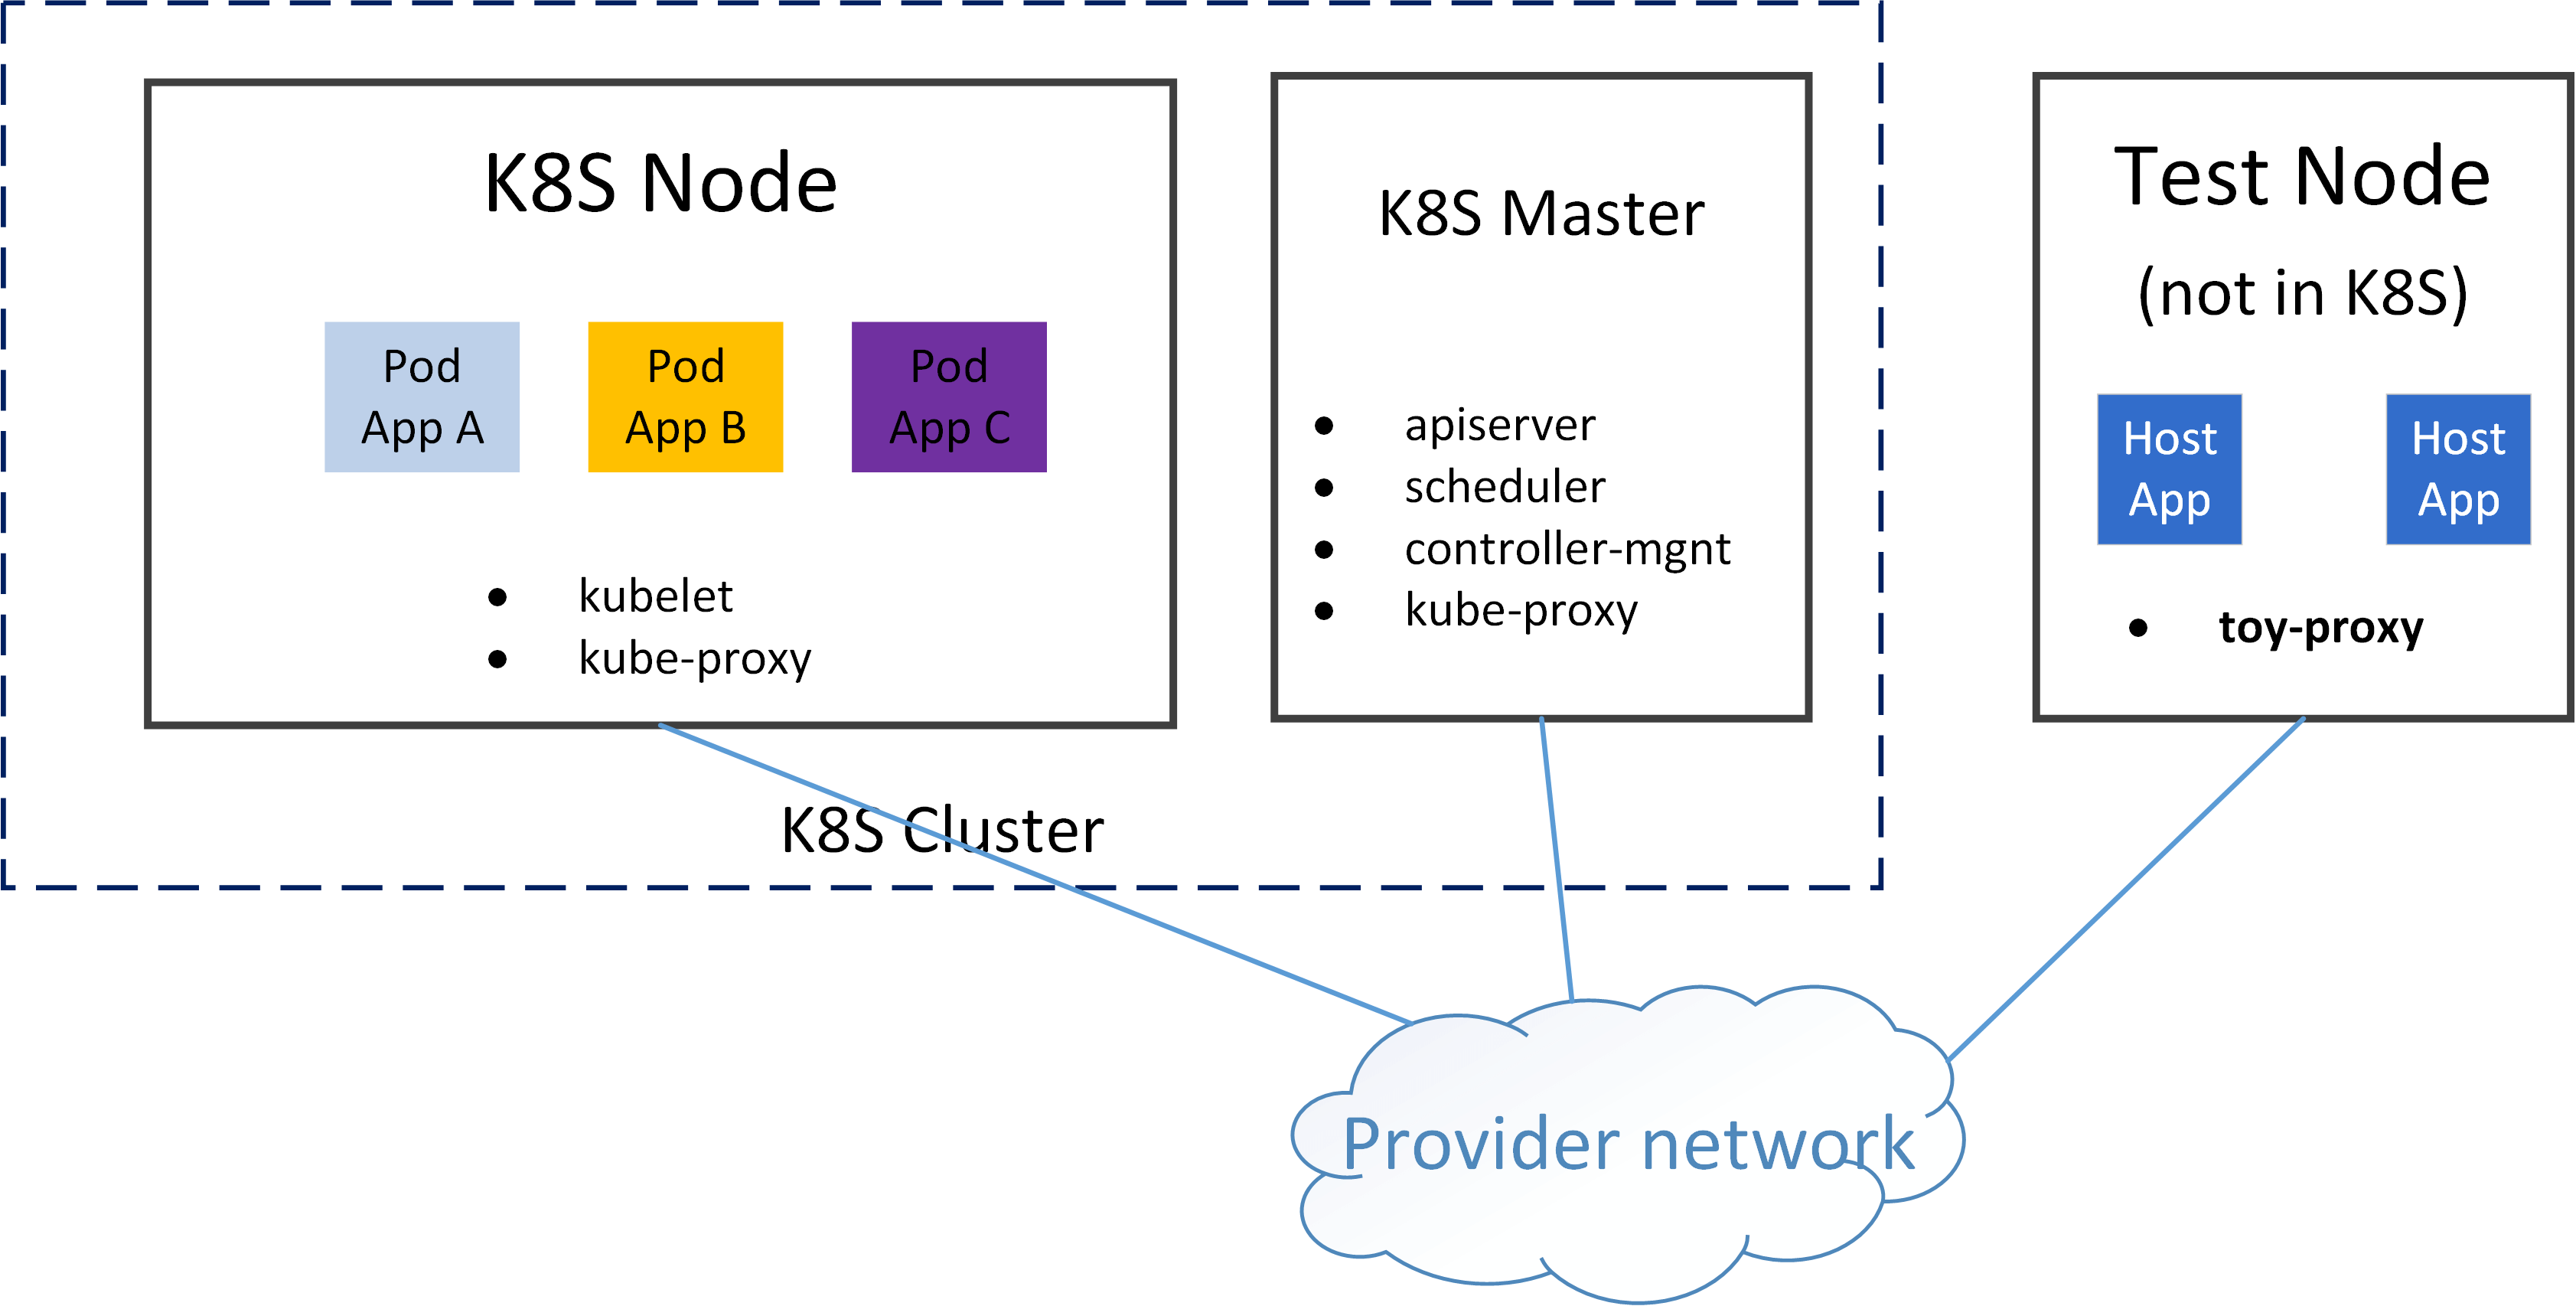 K8S Node
Pod
App A
Pod
App B
Pod
App C
• kubelet
• kube-proxy
K8S Master
• apiserver
• scheduler
• controller-mgnt
• kube-proxy
K8S Cluster
Test Node
(not in K8S)
Host
App
Host
App
• toy-proxy
Provider network